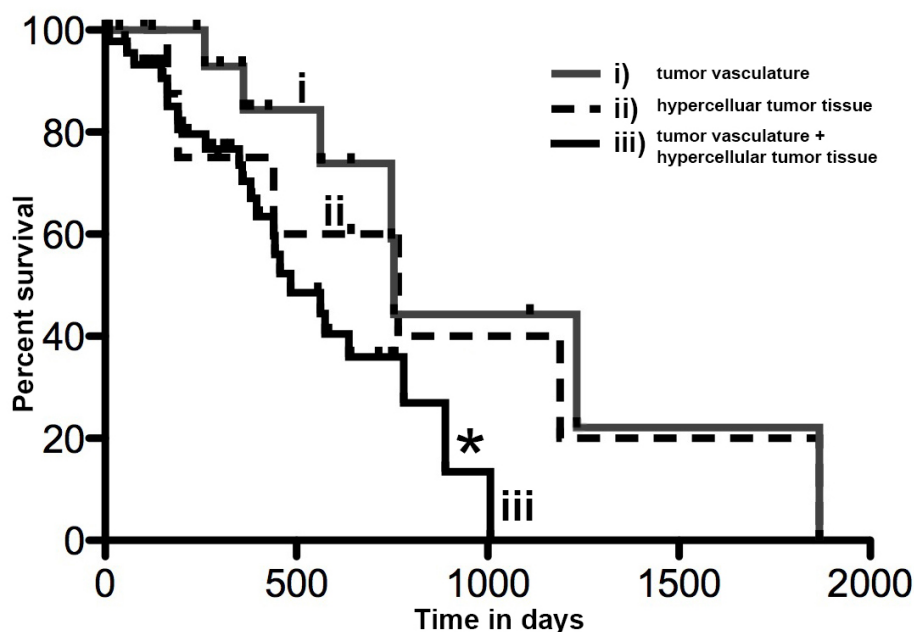 100
80
60
40
20
0
Percent survival
0 500 1000 1500 2000
Time in days
i
ii
iii
*
i) tumor vasculature
ii) hypercelluar tumor tissue
iii) tumor vasculature +
hypercellular tumor tissue